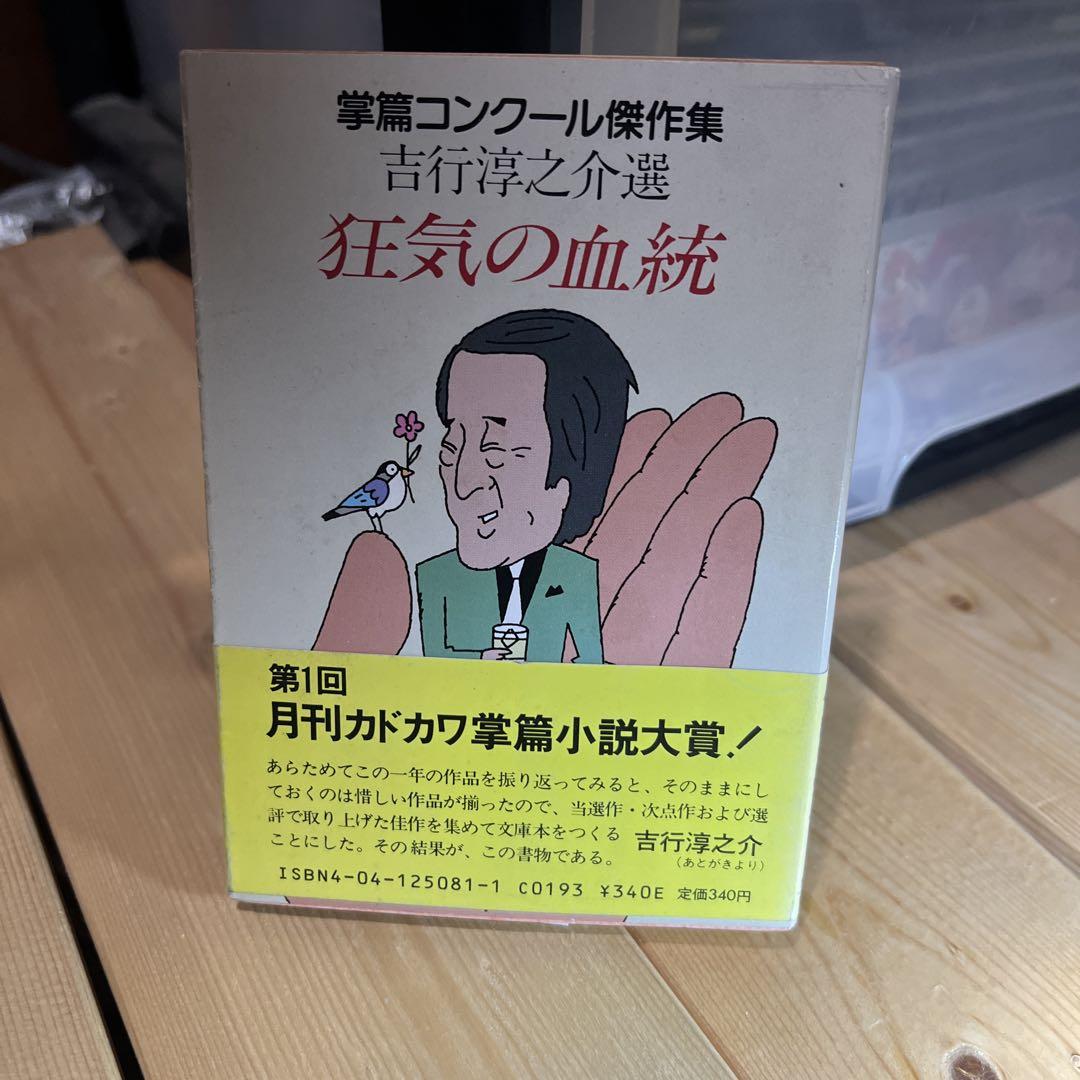 掌篇コンクール傑作集
吉行淳之介選
狂気の血統
第1回
月刊カドカワ掌篇小説大賞！
あらためてこの一年の作品を振り返ってみると、そのままにし
ておくのは惜しい作品が揃ったので、当選作・次点作および選
評で取り上げた佳作を集めて文庫本をつくる
ことにした。その結果が、この書物である。
吉行淳之介
（あとがきより）
ISBN4-04-125081-1 C0193 ¥340E 定価340円